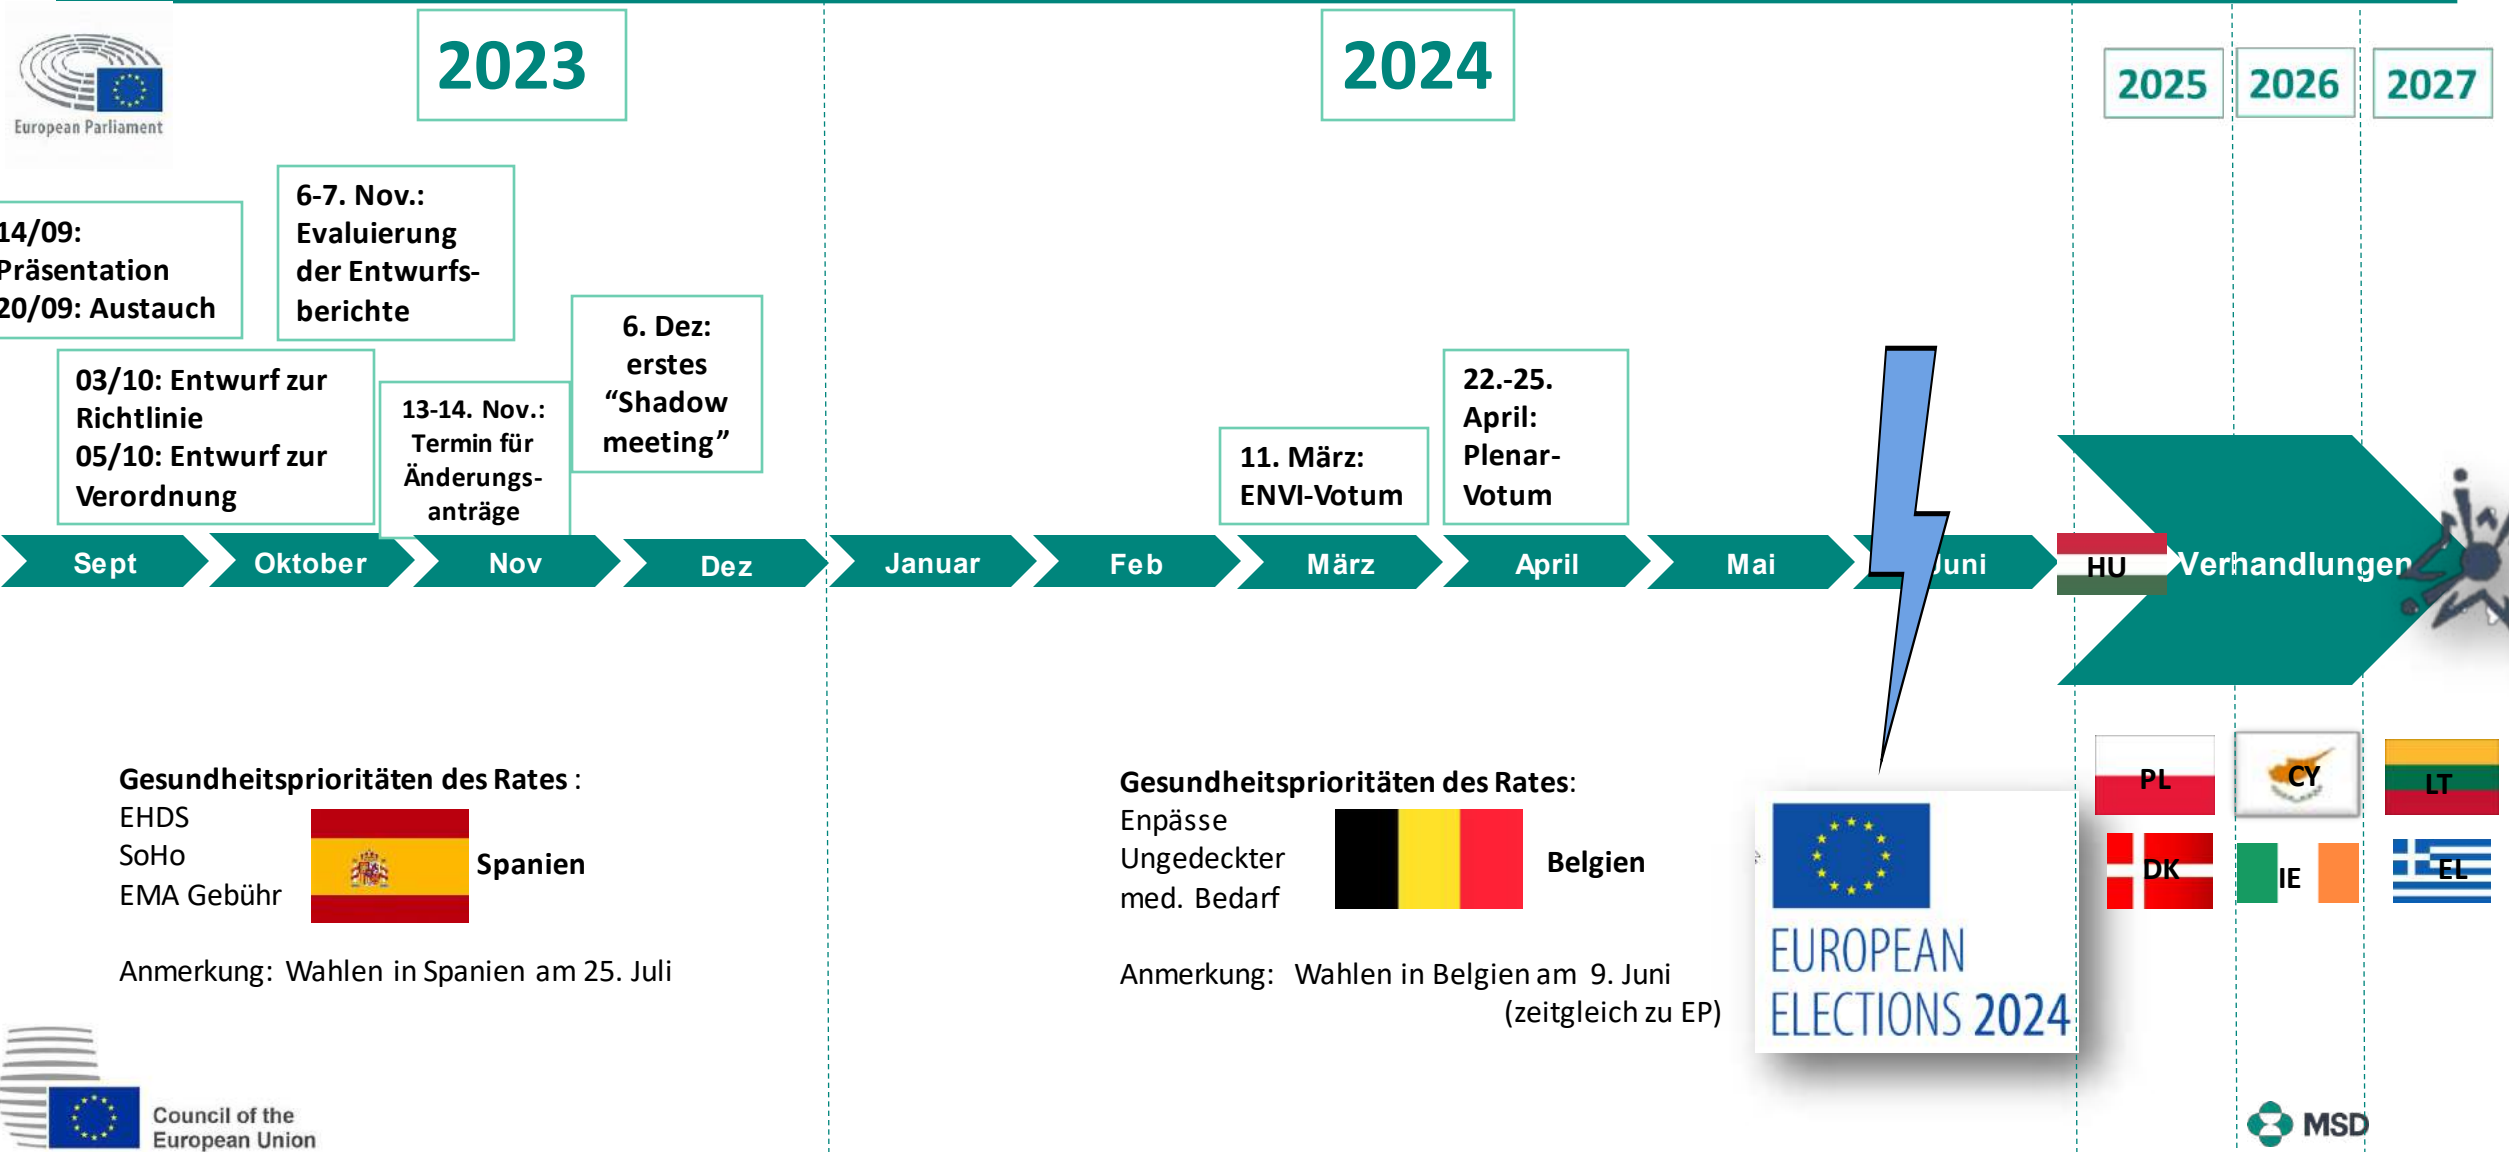 2023
2024
2025
2026
2027
European Parliament
14/09:
Präsentation
20/09: Austauch
6-7. Nov.:
Evaluierung
der Entwurfs-
berichte
03/10: Entwurf zur
Richtlinie
05/10: Entwurf zur
Verordnung
13-14. Nov.:
Termin für
Änderungs-
anträge
6. Dez:
erstes
“Shadow
meeting”
11. März:
ENVI-Votum
22.-25.
April:
Plenar-
Votum
Sept
Oktober
Nov
Dez
Januar
Feb
März
April
Mai
Juni
HU
Verhandlungen
Gesundheitsprioritäten des Rates :
EHDS
SoHo
EMA Gebühr
Spanien
Anmerkung: Wahlen in Spanien am 25. Juli
Gesundheitsprioritäten des Rates:
Enpässe
Ungedeckter
med. Bedarf
Belgien
Anmerkung: Wahlen in Belgien am 9. Juni
(zeitgleich zu EP)
EUROPEAN
ELECTIONS 2024
PL
CY
LT
DK
IE
EL
Council of the
European Union
MSD